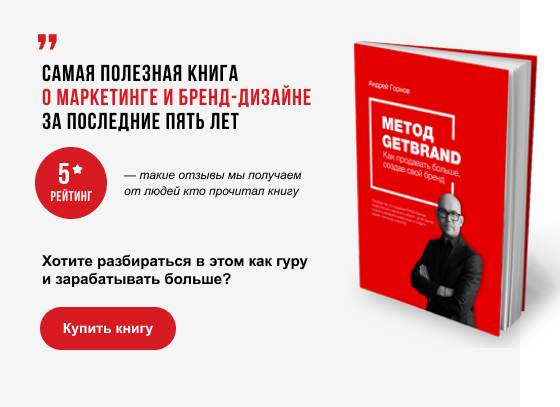 ”
САМАЯ ПОЛЕЗНАЯ КНИГА
О МАРКЕТИНГЕ И БРЕНД-ДИЗАЙНЕ
ЗА ПОСЛЕДНИЕ ПЯТЬ ЛЕТ
5★
РЕЙТИНГ
— такие отзывы мы получаем
от людей кто прочитал книгу
Хотите разбираться в этом как гуру
и зарабатывать больше?
Купить книгу
Андрей Горнов
МЕТОД
GETBRAND
Как продавать больше,
создав свой бренд